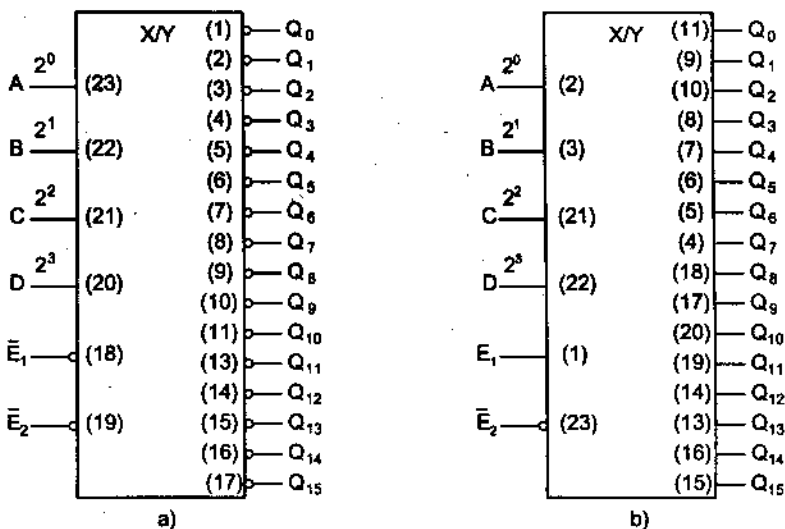 X/Y (1) Q0
(2) Q1
2^0
A (23) (3) Q2
(4) Q3
2^1
B (22) (5) Q4
(6) Q5
2^2
C (21) (7) Q6
(8) Q7
2^3
D (20) (9) Q8
(10) Q9
(11) Q10
E̅1 (18) (13) Q11
(14) Q12
E̅2 (19) (15) Q13
(16) Q14
(17) Q15
a)
X/Y (11) Q0
(9) Q1
2^0
A (2) (10) Q2
(8) Q3
2^1
B (3) (7) Q4
(6) Q5
2^2
C (21) (5) Q6
(4) Q7
2^3
D (22) (18) Q8
(17) Q9
(20) Q10
E1 (1) (19) Q11
(14) Q12
E̅2 (23) (13) Q13
(16) Q14
(15) Q15
b)